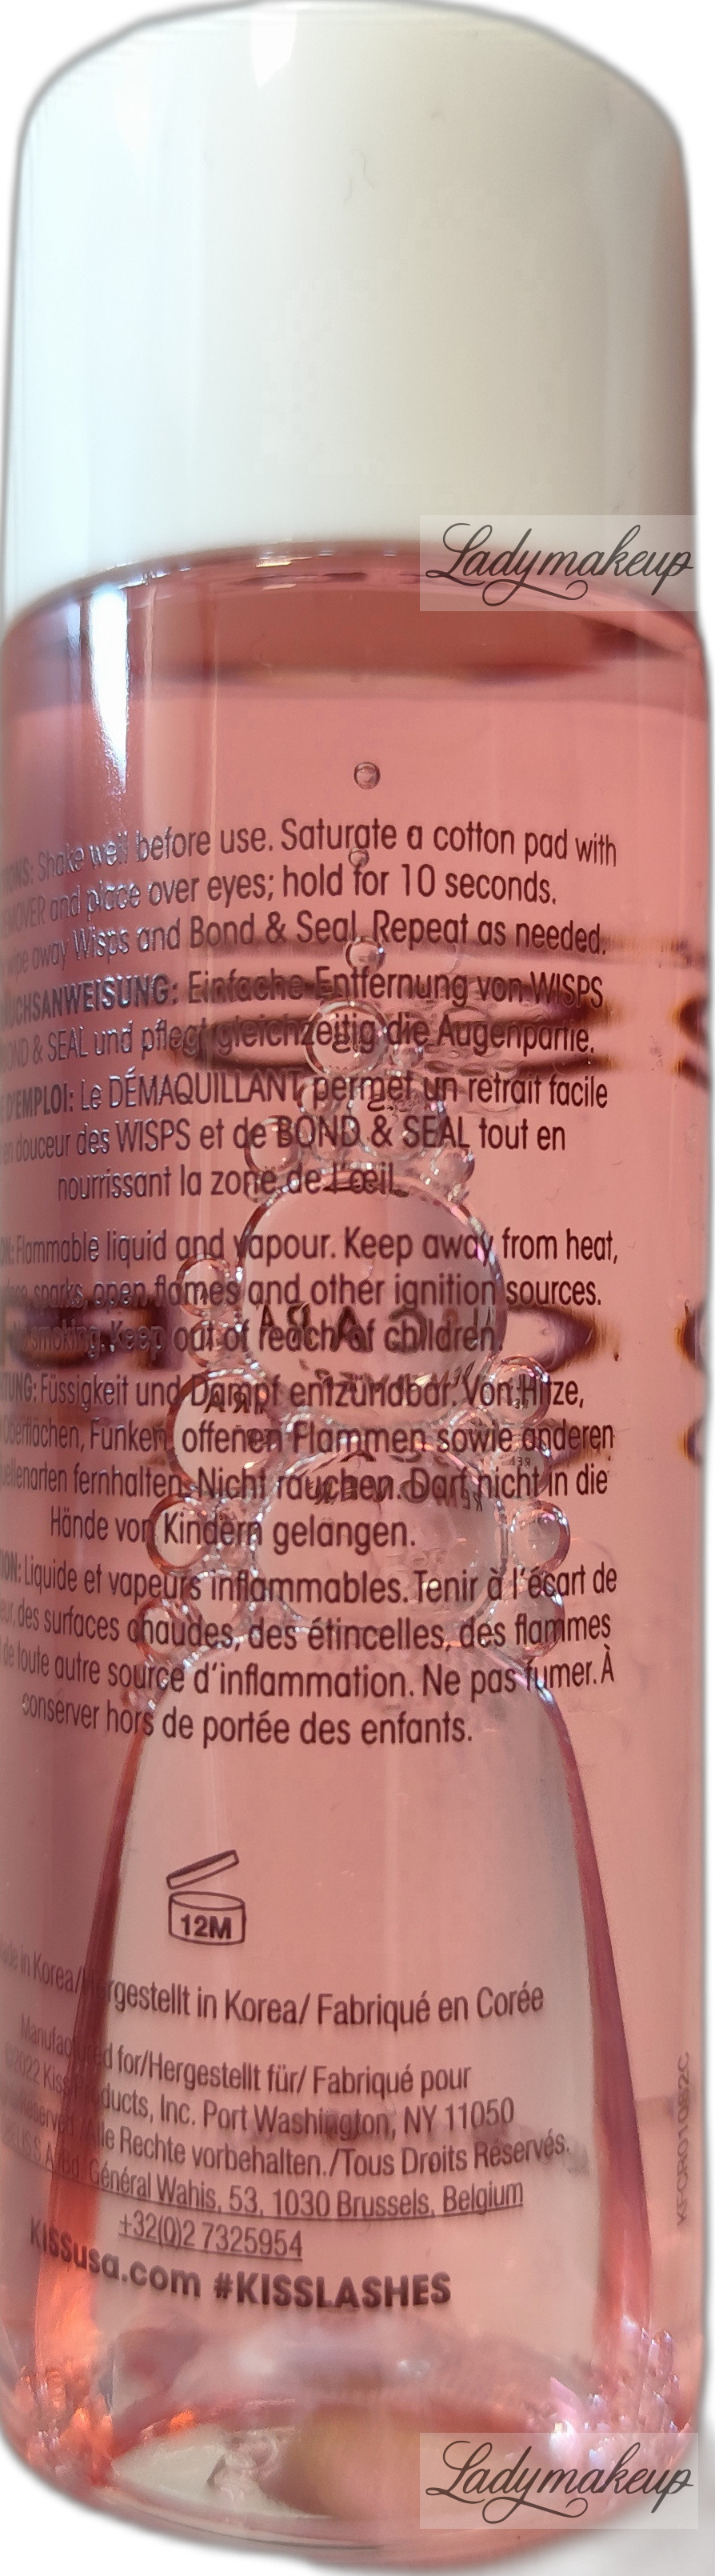 Ladymakeup
Shake well before use. Saturate a cotton pad with
and place over eyes; hold for 10 seconds.
away Wisps and Bond & Seal. Repeat as needed.
Einfache Entfernung von WISPS
& SEAL und pflegt gleichzeitig die Augenpartie.
D'EMPLOI: Le DÉMAQUILLANT permet un retrait facile
en douceur des WISPS et de BOND & SEAL tout en
nourrissant la zone de l'œil.
Flammable liquid and vapour. Keep away from heat,
sparks, open flames and other ignition sources.
smoking. Keep out of reach of children.
Füssigkeit und Dampf entzündbar. Von Hitze,
Funken, offenen Flammen sowie anderen
fernhalten. Nicht rauchen. Darf nicht in die
Hände von Kindern gelangen.
Liquide et vapeurs inflammables. Tenir à l'écart de
des surfaces chaudes, des étincelles, des flammes
de toute autre source d'inflammation. Ne pas fumer. À
conserver hors de portée des enfants.
12M
in Korea/Hergestellt in Korea/ Fabriqué en Corée
Manufactured for/Hergestellt für/ Fabriqué pour
©2022 Kiss Products, Inc. Port Washington, NY 11050
Alle Rechte vorbehalten./Tous Droits Réservés.
Général Wahis, 53, 1030 Brussels, Belgium
+32(0)2 7325954
KISSusa.com #KISSLASHES
Ladymakeup